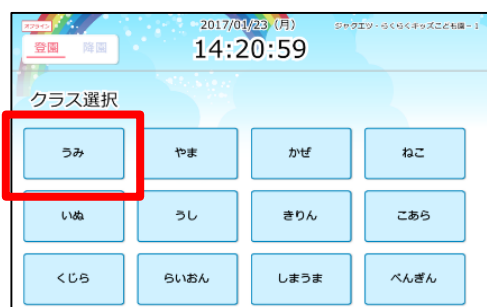 オフライン
2017/01/23 (月)
ジャクエツ・らくらくキッズこども園－1
登園 降園
14:20:59
クラス選択
うみ やま かぜ ねこ
いぬ うし きりん こあら
くじら らいおん しまうま ぺんぎん